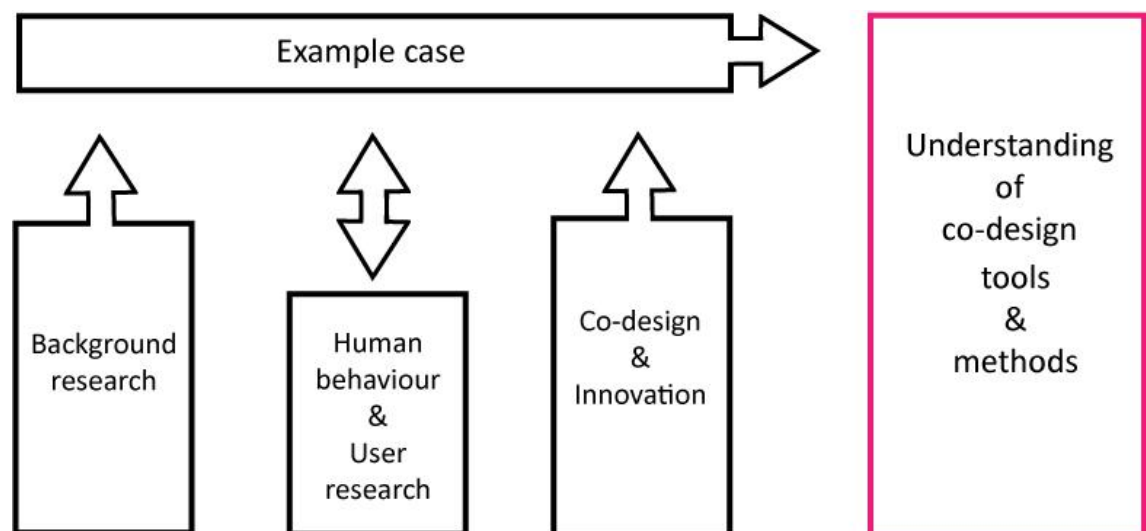 Example case
Background
research
Human
behaviour
&
User
research
Co-design
&
Innovation
Understanding
of
co-design
tools
&
methods